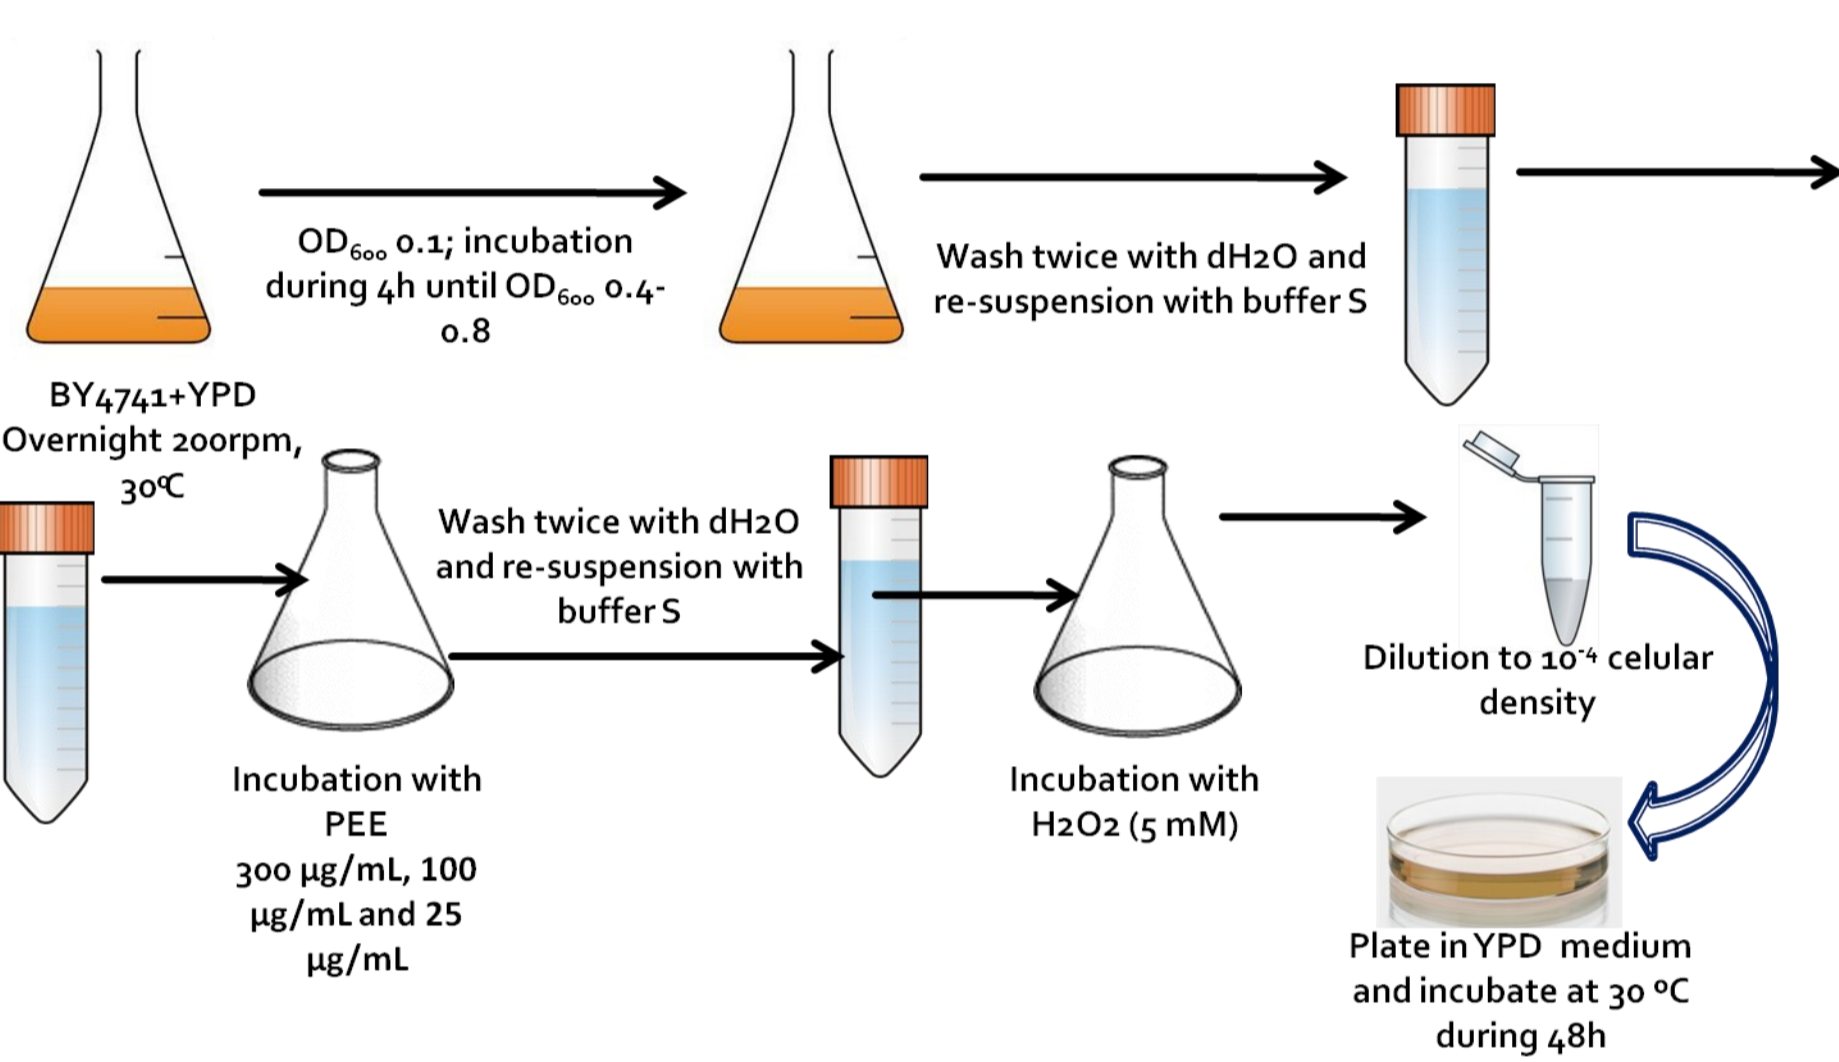 OD₆₀₀ 0.1; incubation
during 4h until OD₆₀₀ 0.4-
0.8
Wash twice with dH2O and
re-suspension with buffer S
BY4741+YPD
Overnight 200rpm,
30ºC
Wash twice with dH2O
and re-suspension with
buffer S
Incubation with
PEE
300 µg/mL, 100
µg/mL and 25
µg/mL
Incubation with
H2O2 (5 mM)
Dilution to 10⁻⁴ celular
density
Plate in YPD medium
and incubate at 30 ºC
during 48h